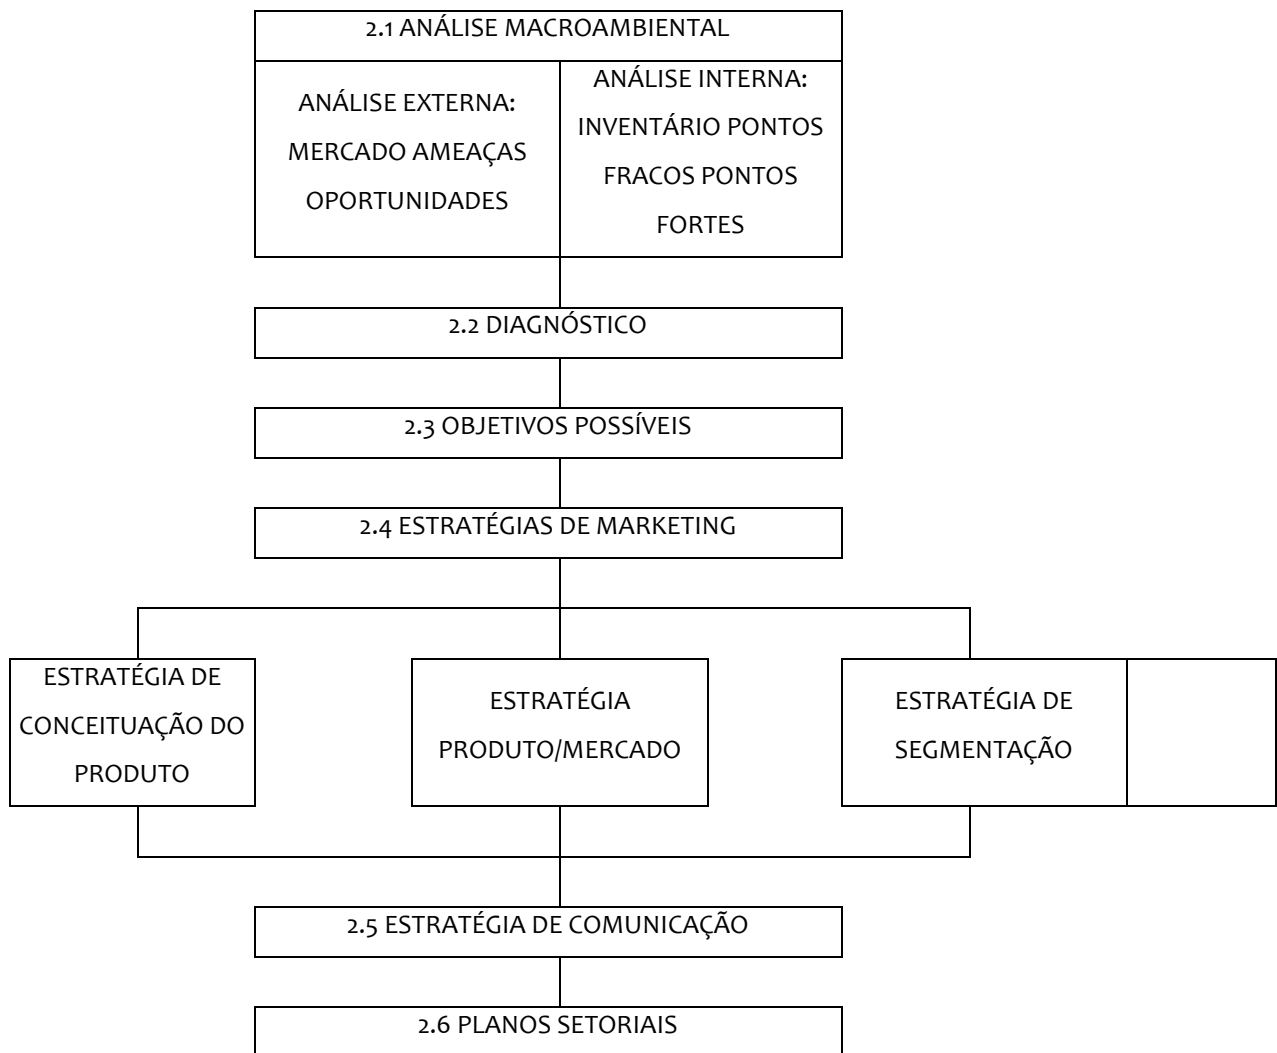 2.1 ANÁLISE MACROAMBIENTAL
ANÁLISE EXTERNA:
MERCADO AMEAÇAS
OPORTUNIDADES
ANÁLISE INTERNA:
INVENTÁRIO PONTOS
FRACOS PONTOS
FORTES
2.2 DIAGNÓSTICO
2.3 OBJETIVOS POSSÍVEIS
2.4 ESTRATÉGIAS DE MARKETING
ESTRATÉGIA DE
CONCEITUAÇÃO DO
PRODUTO
ESTRATÉGIA
PRODUTO/MERCADO
ESTRATÉGIA DE
SEGMENTAÇÃO
2.5 ESTRATÉGIA DE COMUNICAÇÃO
2.6 PLANOS SETORIAIS